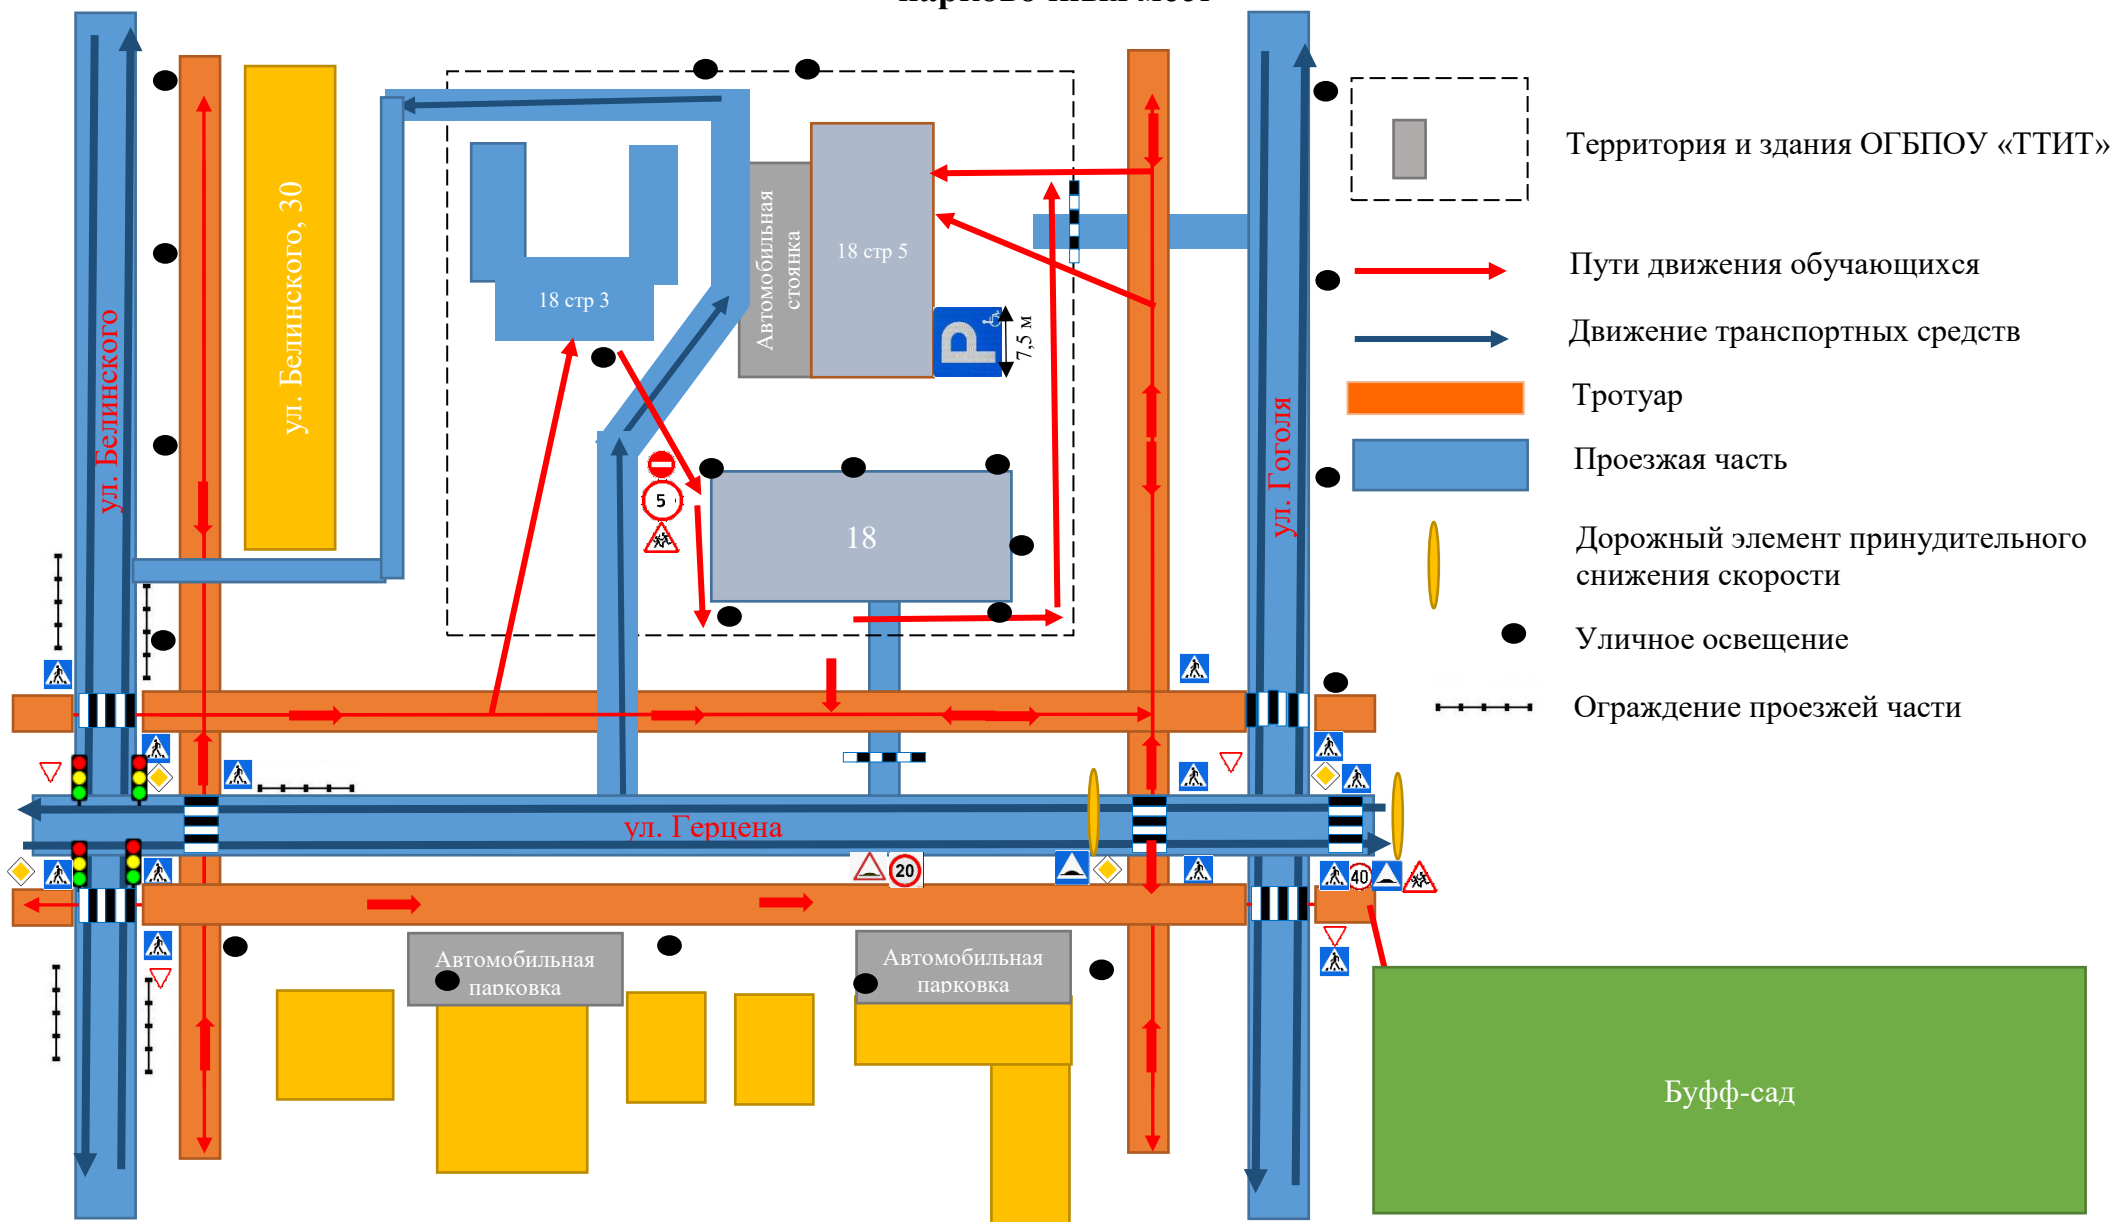 Территория и здания ОГБПОУ «ТТИТ»
Пути движения обучающихся
Движение транспортных средств
Тротуар
Проезжая часть
Дорожный элемент принудительного
снижения скорости
Уличное освещение
Ограждение проезжей части
ул. Белинского
ул. Белинского, 30
18 стр 3
Автомобильная
стоянка
18 стр 5
P
7,5 м
5
18
ул. Гоголя
ул. Герцена
20
40
Автомобильная
парковка
Автомобильная
парковка
Буфф-сад